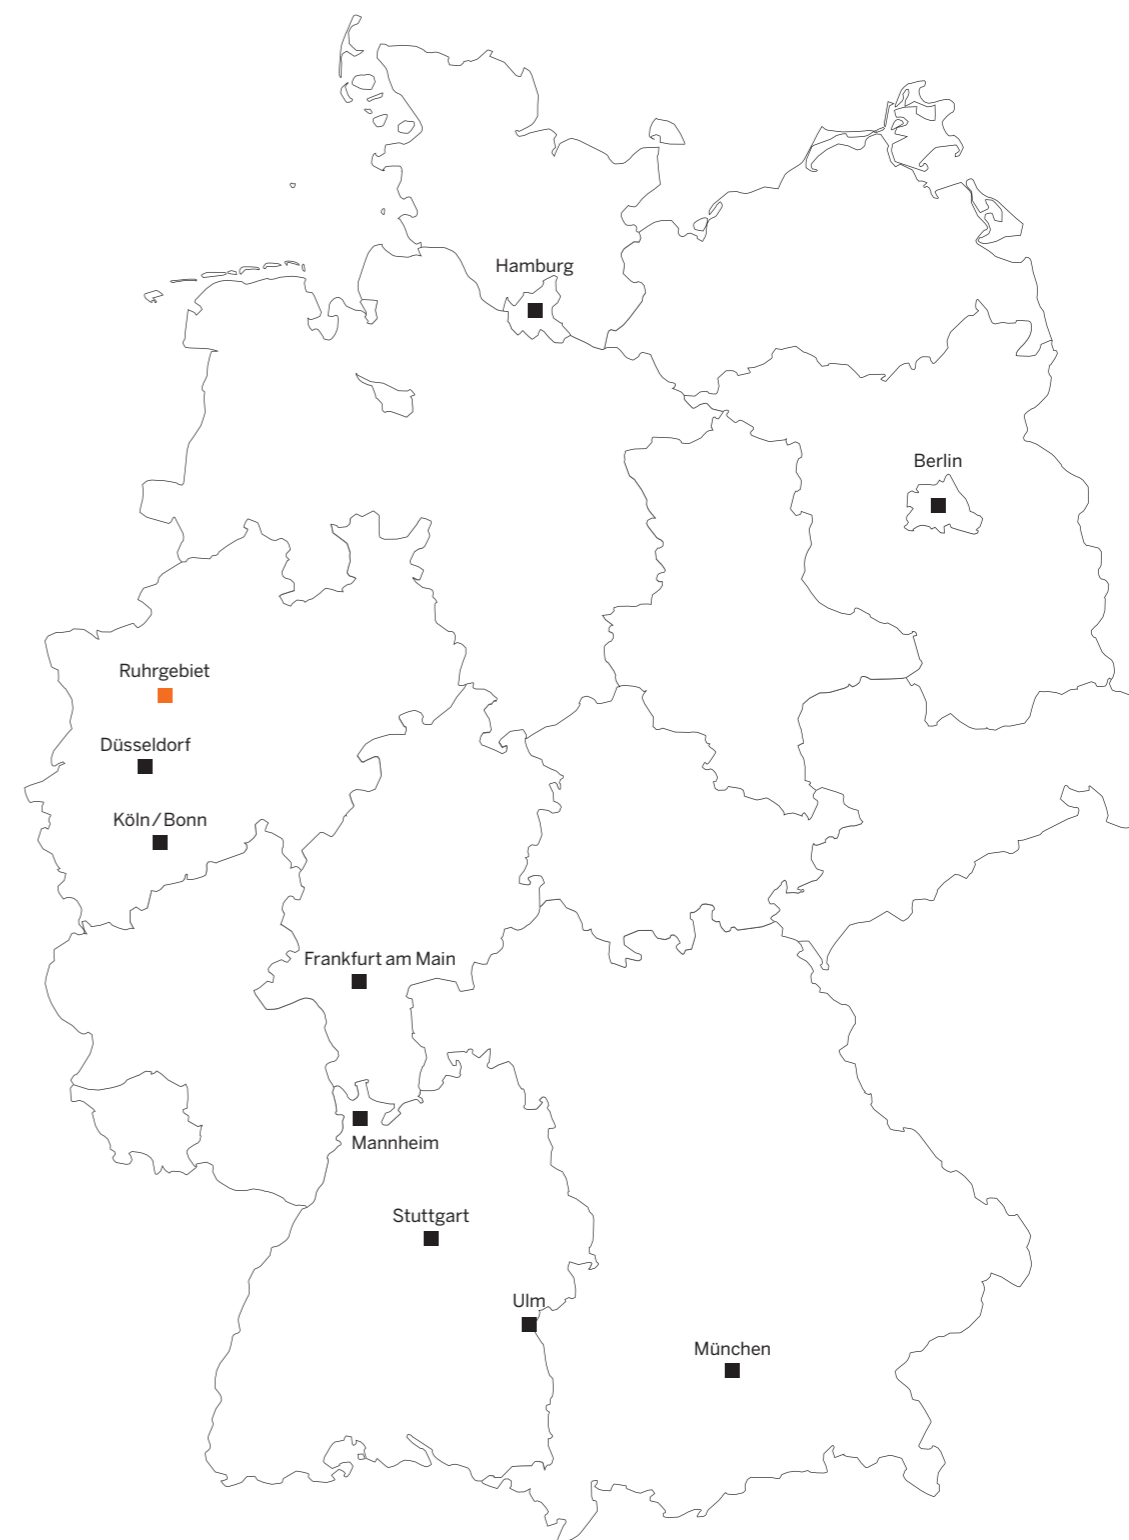 Hamburg
Berlin
Ruhrgebiet
Düsseldorf
Köln/Bonn
Frankfurt am Main
Mannheim
Stuttgart
Ulm
München